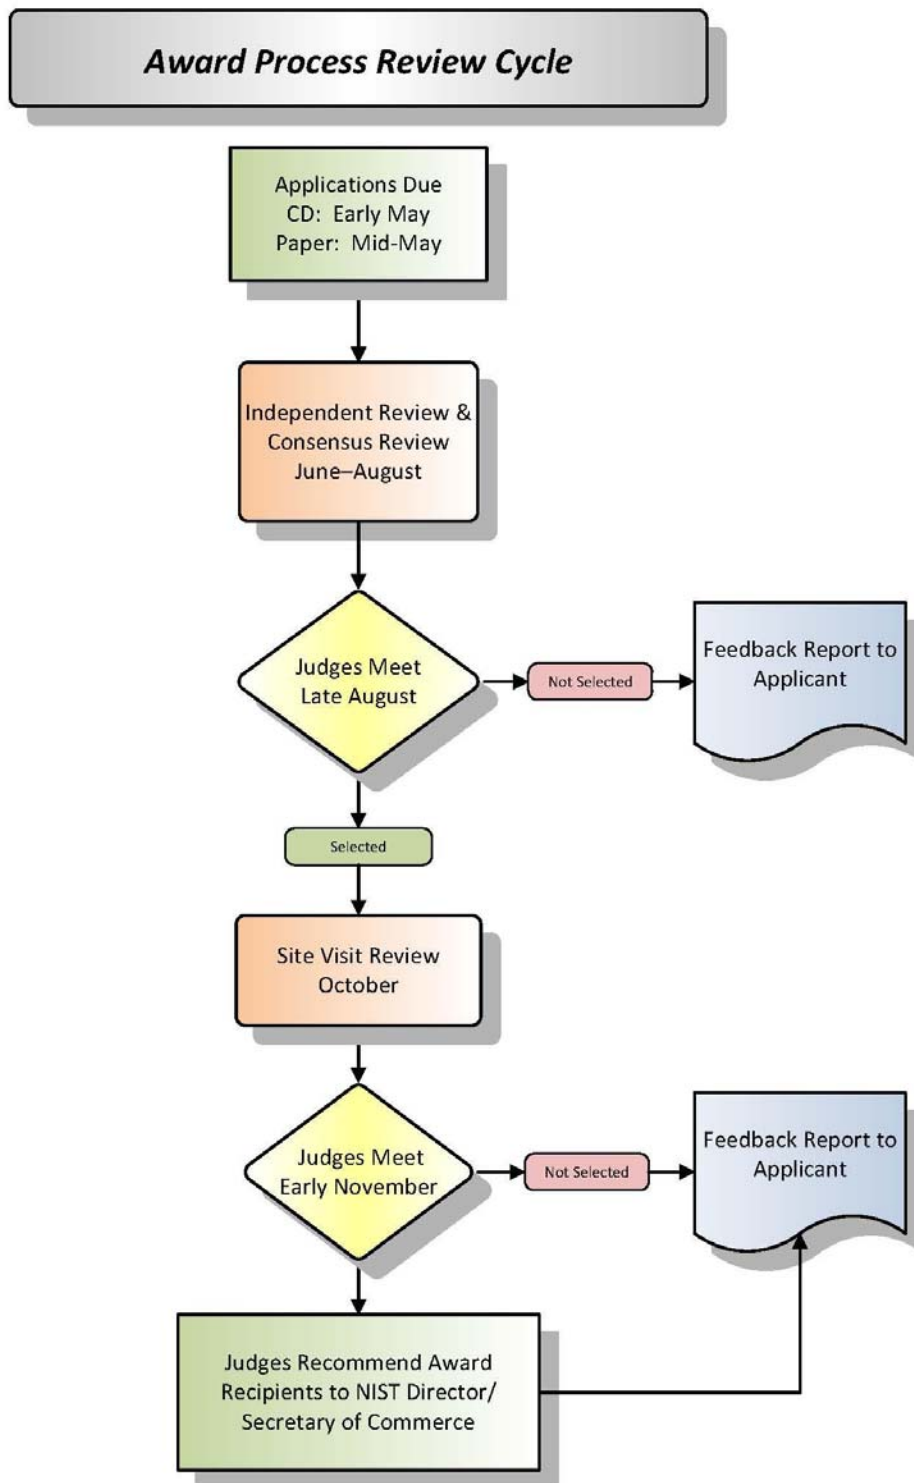 Award Process Review Cycle
Applications Due
CD: Early May
Paper: Mid-May
Independent Review &
Consensus Review
June–August
Judges Meet
Late August
Not Selected
Feedback Report to
Applicant
Selected
Site Visit Review
October
Judges Meet
Early November
Not Selected
Feedback Report to
Applicant
Judges Recommend Award
Recipients to NIST Director/
Secretary of Commerce